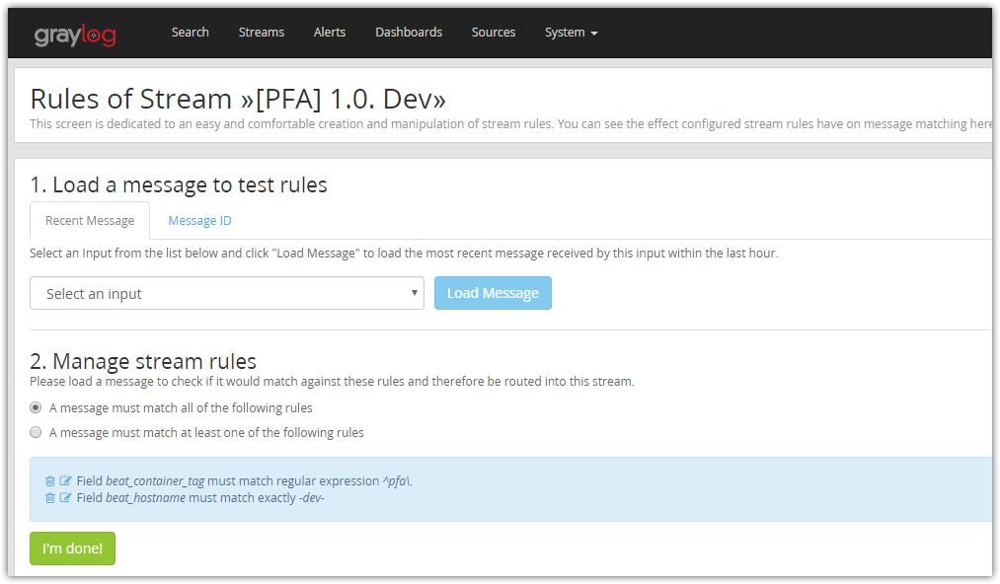 graylog Search Streams Alerts Dashboards Sources System
Rules of Stream »[PFA] 1.0. Dev»
This screen is dedicated to an easy and comfortable creation and manipulation of stream rules. You can see the effect configured stream rules have on message matching here
1. Load a message to test rules
Recent Message Message ID
Select an Input from the list below and click "Load Message" to load the most recent message received by this input within the last hour.
Select an input Load Message
2. Manage stream rules
Please load a message to check if it would match against these rules and therefore be routed into this stream.
A message must match all of the following rules
A message must match at least one of the following rules
Field beat_container_tag must match regular expression ^pfa\.
Field beat_hostname must match exactly -dev-
I'm done!